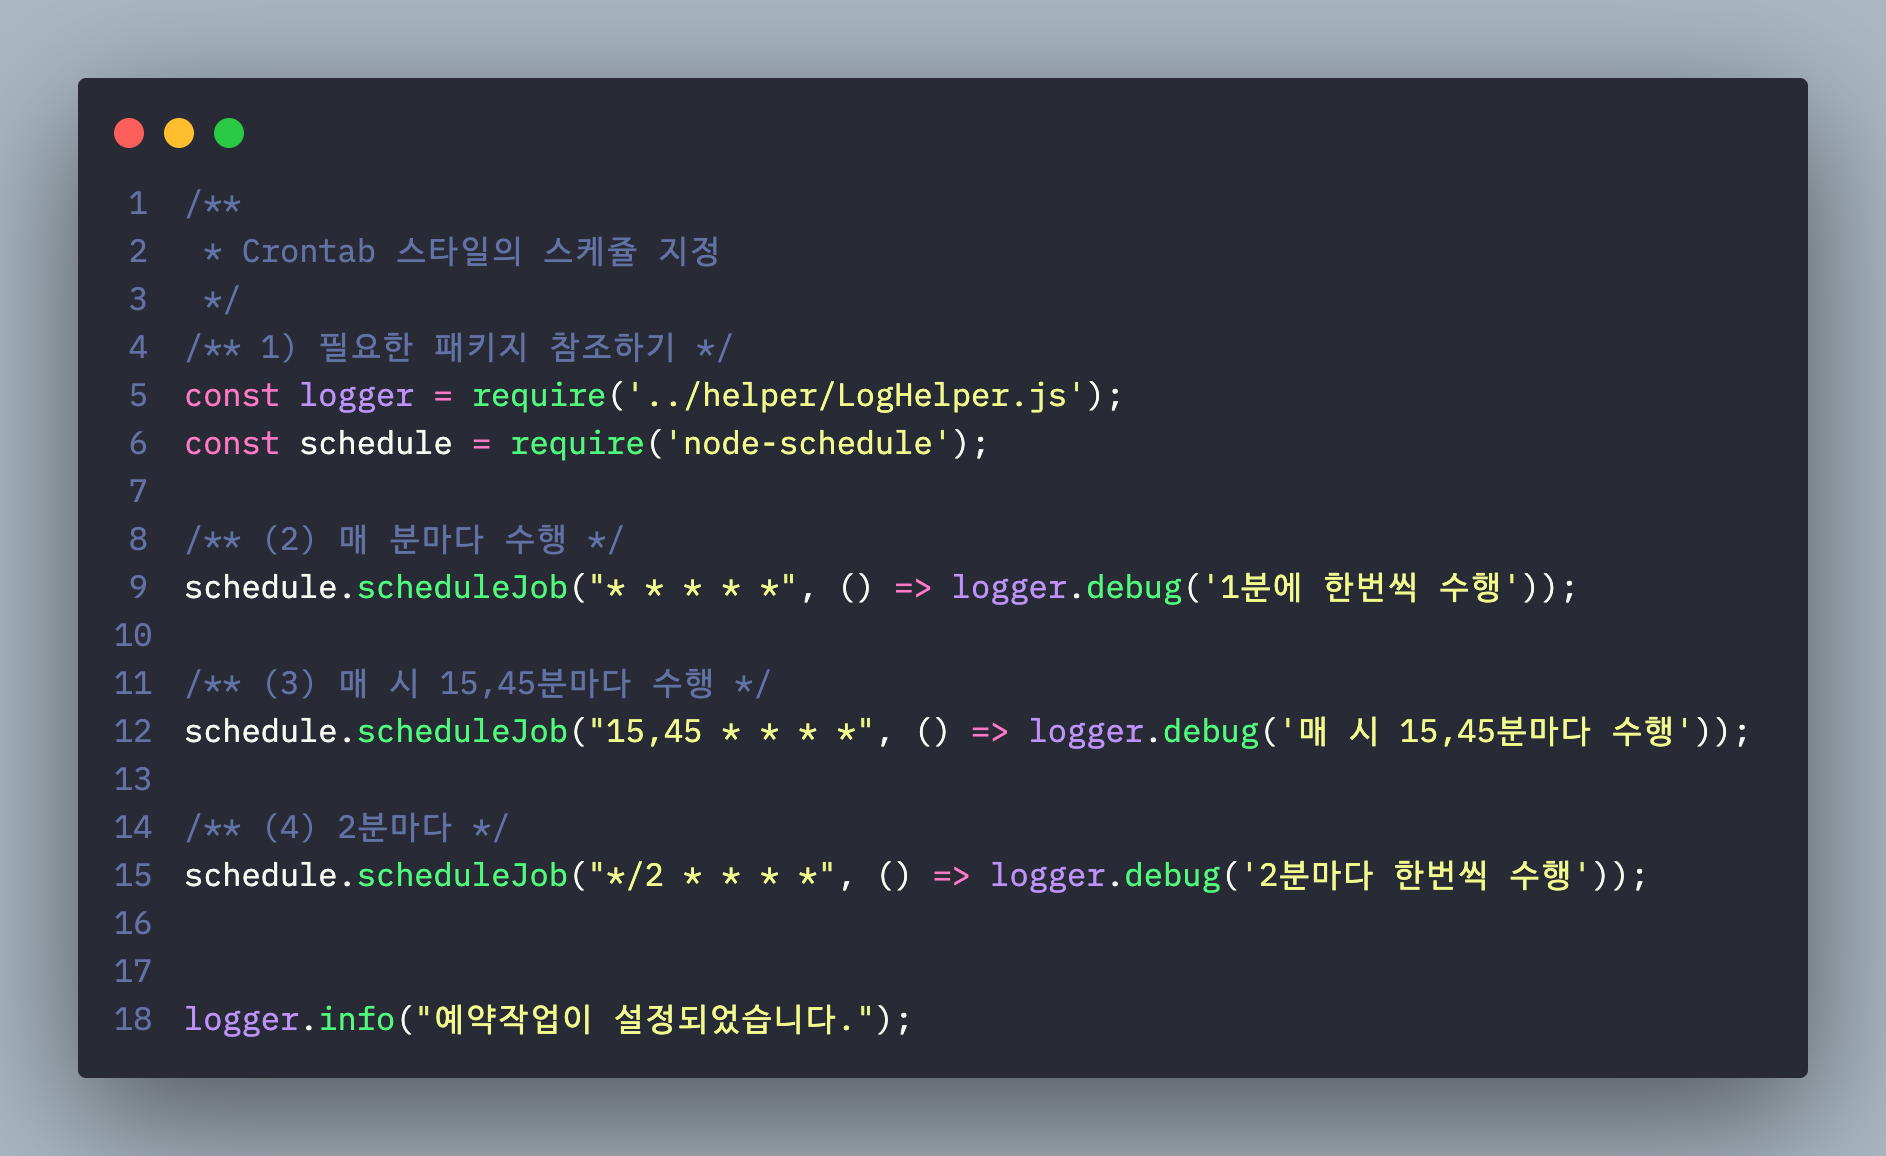 1 /**
2  * Crontab 스타일의 스케쥴 지정
3  */
4 /** 1) 필요한 패키지 참조하기 */
5 const logger = require('../helper/LogHelper.js');
6 const schedule = require('node-schedule');
7
8 /** (2) 매 분마다 수행 */
9 schedule.scheduleJob("* * * * *", () => logger.debug('1분에 한번씩 수행'));
10
11 /** (3) 매 시 15,45분마다 수행 */
12 schedule.scheduleJob("15,45 * * * *", () => logger.debug('매 시 15,45분마다 수행'));
13
14 /** (4) 2분마다 */
15 schedule.scheduleJob("*/2 * * * *", () => logger.debug('2분마다 한번씩 수행'));
16
17
18 logger.info("예약작업이 설정되었습니다.");